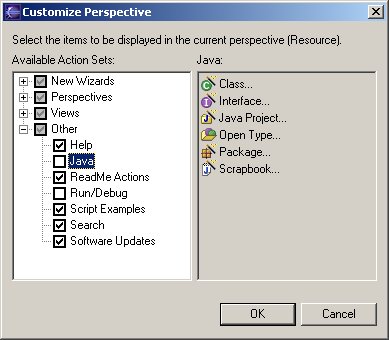 Customize Perspective
Select the items to be displayed in the current perspective (Resource).
Available Action Sets:
New Wizards
Perspectives
Views
Other
Help
Java
ReadMe Actions
Run/Debug
Script Examples
Search
Software Updates
Java:
Class...
Interface...
Java Project...
Open Type...
Package...
Scrapbook...
OK
Cancel